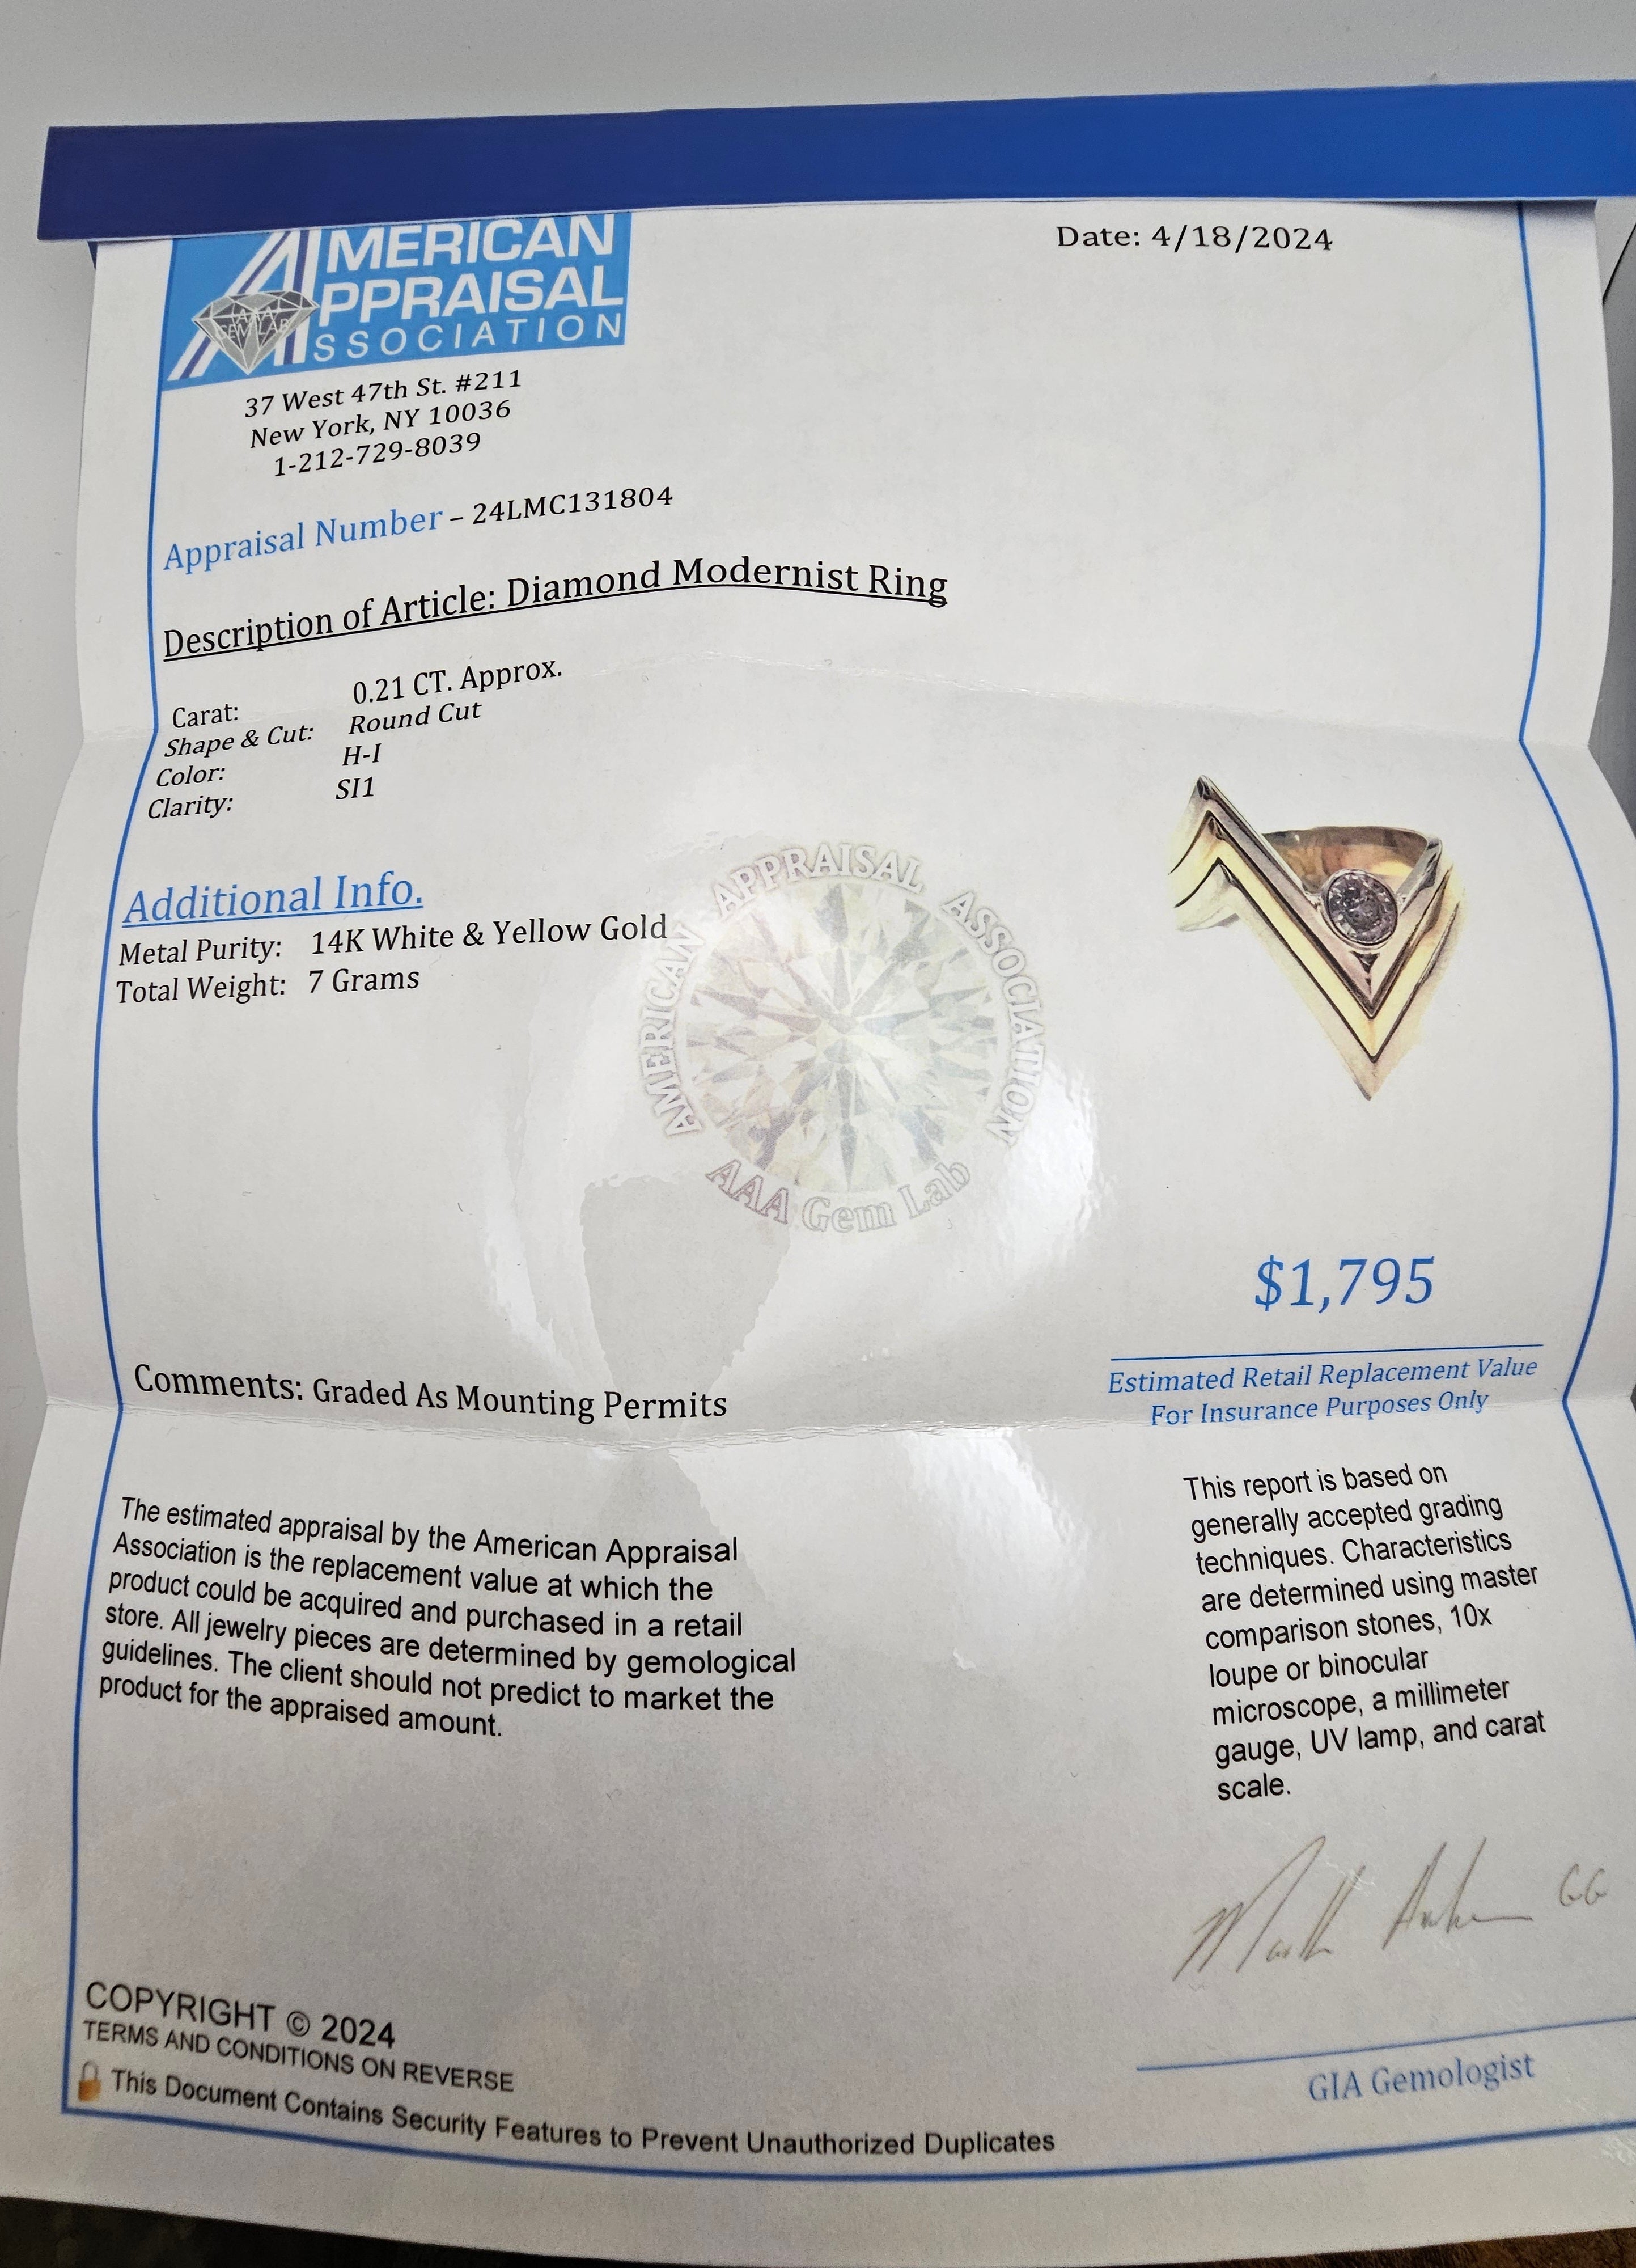 AMERICAN
APPRAISAL
ASSOCIATION
AAA
GEM LAB
Date: 4/18/2024
37 West 47th St. #211
New York, NY 10036
1-212-729-8039
Appraisal Number – 24LMC131804
Description of Article: Diamond Modernist Ring
Carat: 0.21 CT. Approx.
Shape & Cut: Round Cut
Color: H-I
Clarity: SI1
Additional Info.
Metal Purity: 14K White & Yellow Gold
Total Weight: 7 Grams
AMERICAN APPRAISAL ASSOCIATION
AAA Gem Lab
$1,795
Estimated Retail Replacement Value
For Insurance Purposes Only
Comments: Graded As Mounting Permits
The estimated appraisal by the American Appraisal
Association is the replacement value at which the
product could be acquired and purchased in a retail
store. All jewelry pieces are determined by gemological
guidelines. The client should not predict to market the
product for the appraised amount.
This report is based on
generally accepted grading
techniques. Characteristics
are determined using master
comparison stones, 10x
loupe or binocular
microscope, a millimeter
gauge, UV lamp, and carat
scale.
GG
GIA Gemologist
COPYRIGHT © 2024
TERMS AND CONDITIONS ON REVERSE
This Document Contains Security Features to Prevent Unauthorized Duplicates